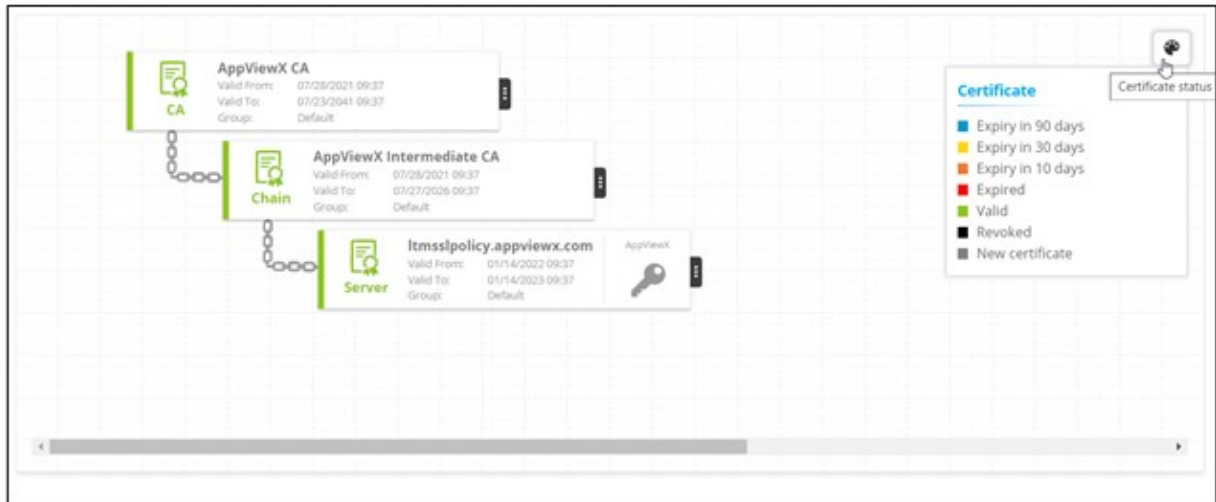 AppViewX CA
Valid From: 07/28/2021 09:37
Valid To: 07/23/2041 09:37
Group: Default
CA
AppViewX Intermediate CA
Valid From: 07/28/2021 09:37
Valid To: 07/27/2026 09:37
Group: Default
Chain
ltmsslpolicy.appviewx.com
Valid From: 01/14/2022 09:37
Valid To: 01/14/2023 09:37
Group: Default
Server
AppViewX
Certificate status
Certificate
Expiry in 90 days
Expiry in 30 days
Expiry in 10 days
Expired
Valid
Revoked
New certificate